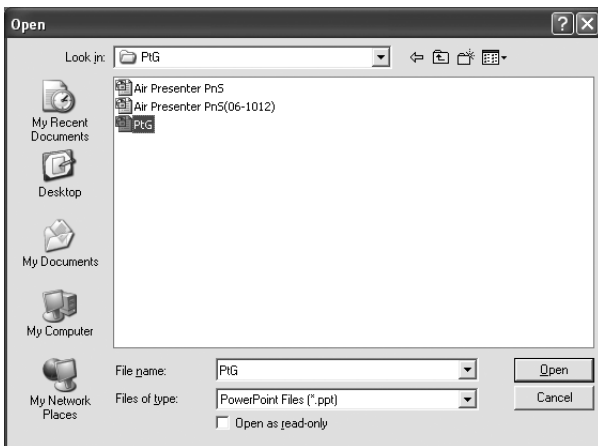 Open
Look in: PtG
Air Presenter PnS
Air Presenter PnS(06-1012)
PtG
My Recent
Documents
Desktop
My Documents
My Computer
My Network
Places
File name: PtG Open
Files of type: PowerPoint Files (*.ppt) Cancel
Open as read-only